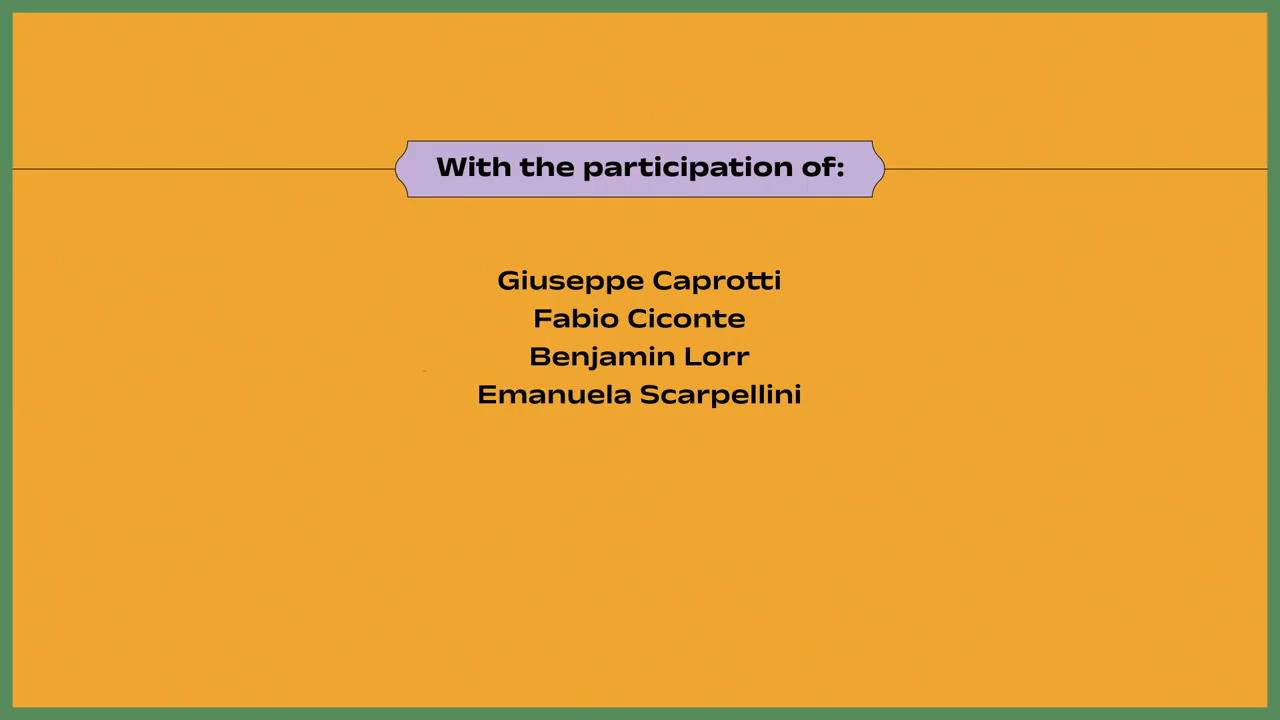 With the participation of:
Giuseppe Caprotti
Fabio Ciconte
Benjamin Lorr
Emanuela Scarpellini